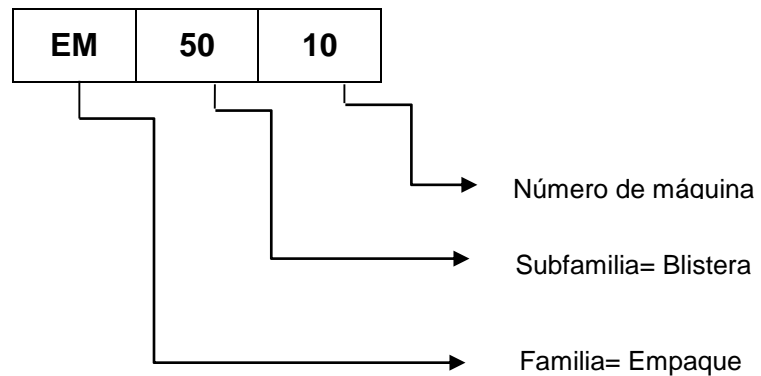 EM 50 10
Número de máquina
Subfamilia= Blistera
Familia= Empaque